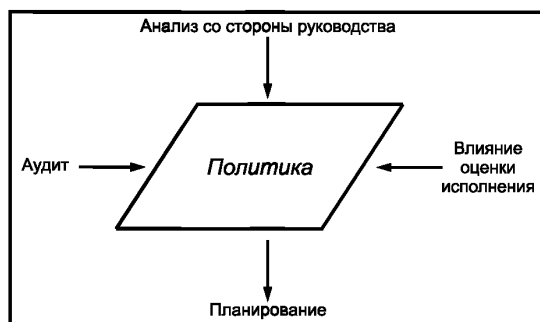 Анализ со стороны руководства
Аудит
Политика
Влияние
оценки
исполнения
Планирование